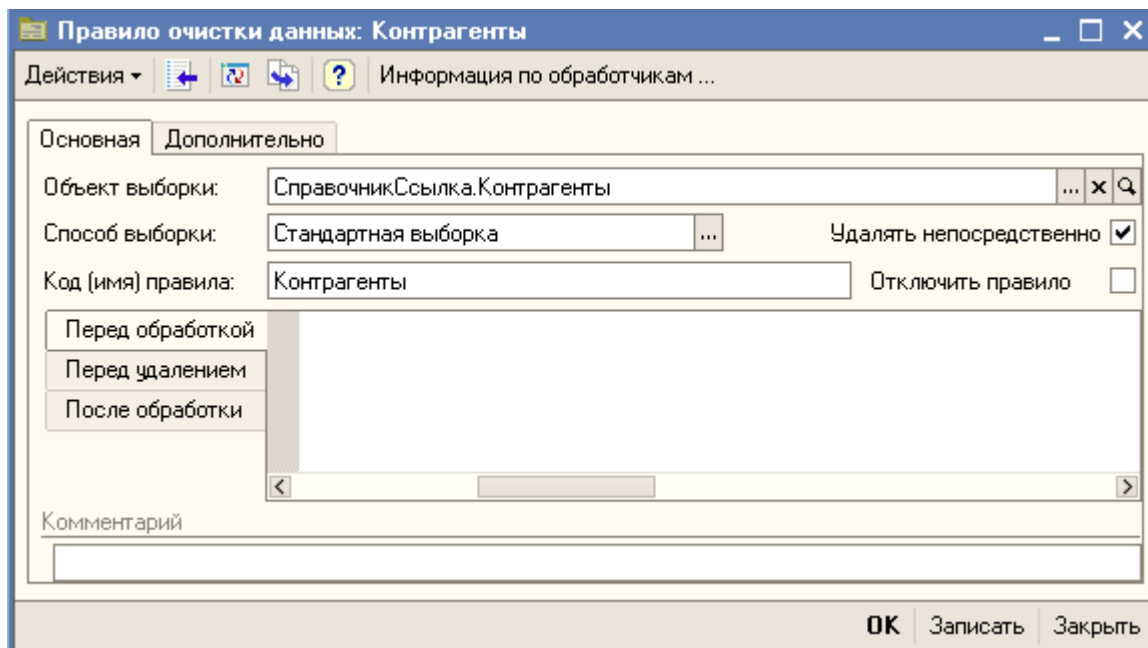 Правило очистки данных: Контрагенты
Действия Информация по обработчикам ...
Основная Дополнительно
Объект выборки: СправочникСсылка.Контрагенты ...
Способ выборки: Стандартная выборка ... Удалять непосредственно
Код (имя) правила: Контрагенты Отключить правило
Перед обработкой
Перед удалением
После обработки
Комментарий
OK Записать Закрыть